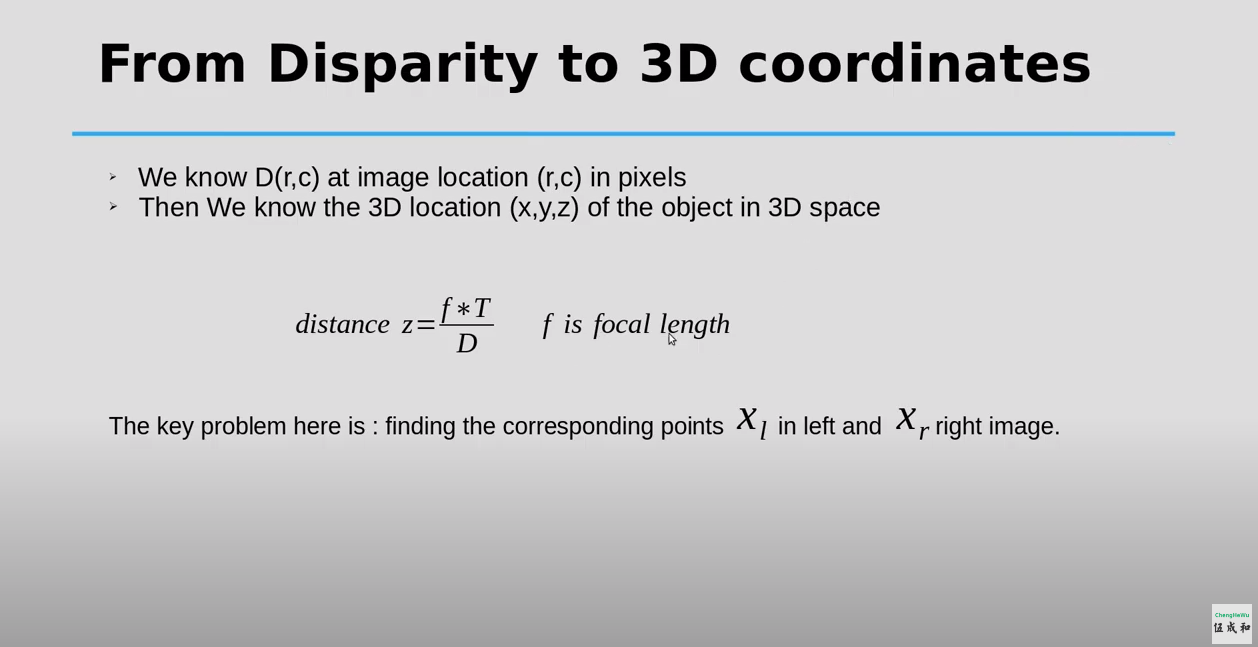 From Disparity to 3D coordinates
We know D(r,c) at image location (r,c) in pixels
Then We know the 3D location (x,y,z) of the object in 3D space
distance z = f∗T / D f is focal length
The key problem here is : finding the corresponding points x_l in left and x_r right image.
ChengHeWu
伍成和